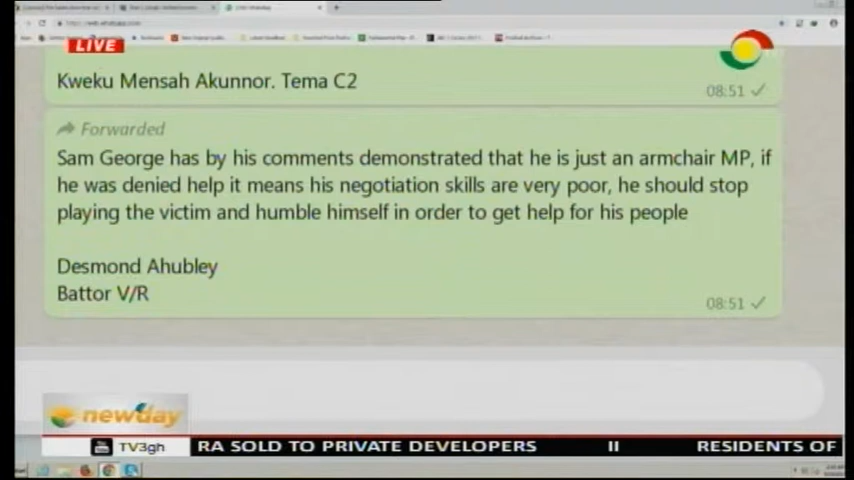 LIVE
Kweku Mensah Akunnor. Tema C2
08:51
Forwarded
Sam George has by his comments demonstrated that he is just an armchair MP, if
he was denied help it means his negotiation skills are very poor, he should stop
playing the victim and humble himself in order to get help for his people
Desmond Ahubley
Battor V/R
08:51
newday
TV3gh
RA SOLD TO PRIVATE DEVELOPERS II RESIDENTS OF